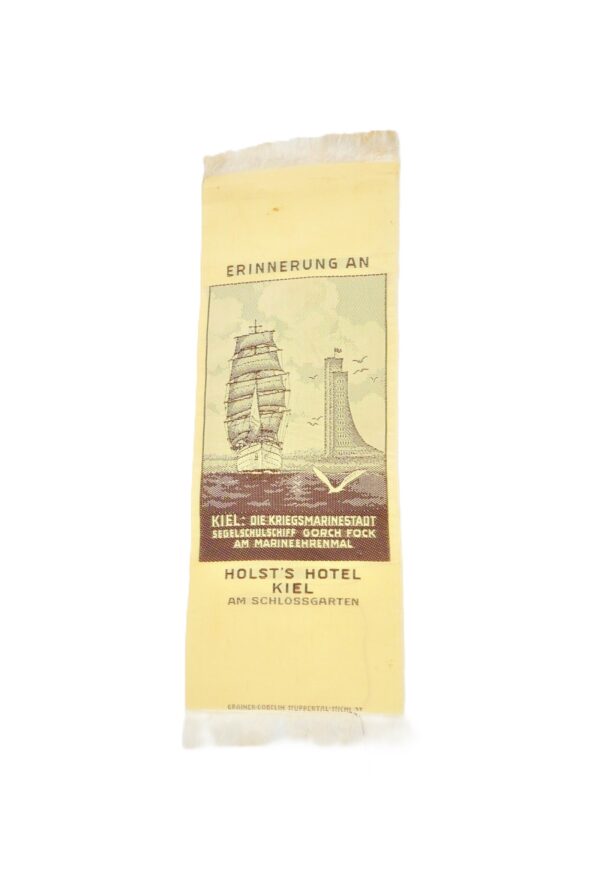 ERINNERUNG AN
KIEL: DIE KRIEGSMARINESTADT
SEGELSCHULSCHIFF GORCH FOCK
AM MARINEEHRENMAL
HOLST'S HOTEL
KIEL
AM SCHLOSSGARTEN